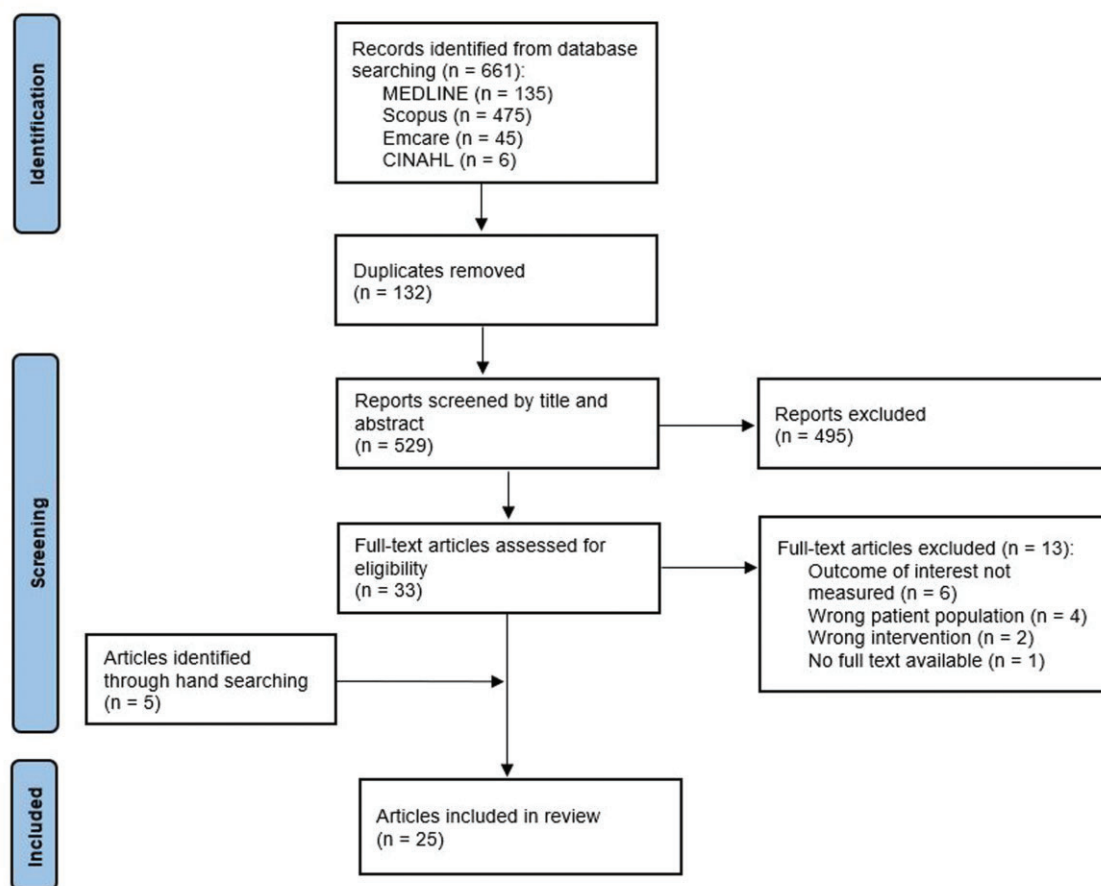 Identification
Records identified from database
searching (n = 661):
MEDLINE (n = 135)
Scopus (n = 475)
Emcare (n = 45)
CINAHL (n = 6)
Duplicates removed
(n = 132)
Screening
Reports screened by title and
abstract
(n = 529)
Reports excluded
(n = 495)
Full-text articles assessed for
eligibility
(n = 33)
Full-text articles excluded (n = 13):
Outcome of interest not
measured (n = 6)
Wrong patient population (n = 4)
Wrong intervention (n = 2)
No full text available (n = 1)
Articles identified
through hand searching
(n = 5)
Included
Articles included in review
(n = 25)